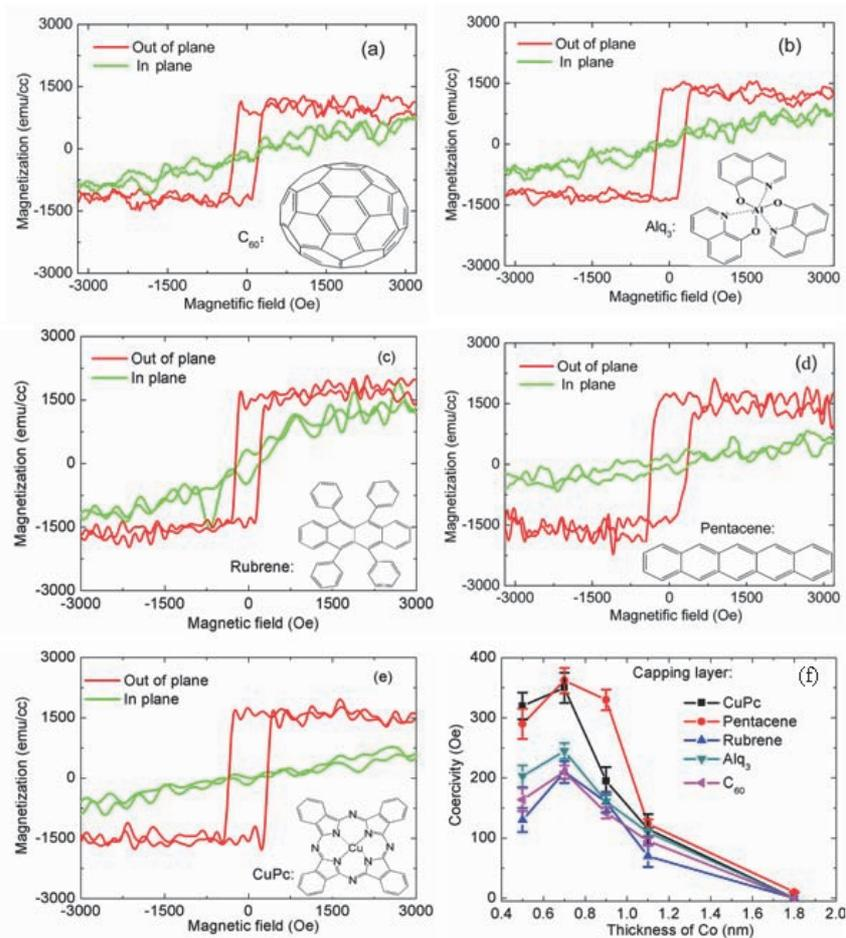 3000
1500
0
-1500
-3000
Magnetization (emu/cc)
Out of plane
In plane
(a)
C60:
-3000 -1500 0 1500 3000
Magnetific field (Oe)
3000
1500
0
-1500
-3000
Magnetization (emu/cc)
Out of plane
In plane
(b)
Alq3:
N
O
Al
O
N
O
N
-3000 -1500 0 1500 3000
Magnetific field (Oe)
3000
1500
0
-1500
-3000
Magnetization (emu/cc)
Out of plane
In plane
(c)
Rubrene:
-3000 -1500 0 1500 3000
Magnetic field (Oe)
3000
1500
0
-1500
-3000
Magnetization (emu/cc)
Out of plane
In plane
(d)
Pentacene:
-3000 -1500 0 1500 3000
Magnetific field (Oe)
3000
1500
0
-1500
-3000
Magnetization (emu/cc)
Out of plane
In plane
(e)
CuPc:
N
N
N
N
Cu
N
N
N
N
-3000 -1500 0 1500 3000
Magnetic field (Oe)
400
300
200
100
0
Coercivity (Oe)
Capping layer:
CuPc
Pentacene
Rubrene
Alq3
C60
(f)
0.4 0.6 0.8 1.0 1.2 1.4 1.6 1.8 2.0
Thickness of Co (nm)